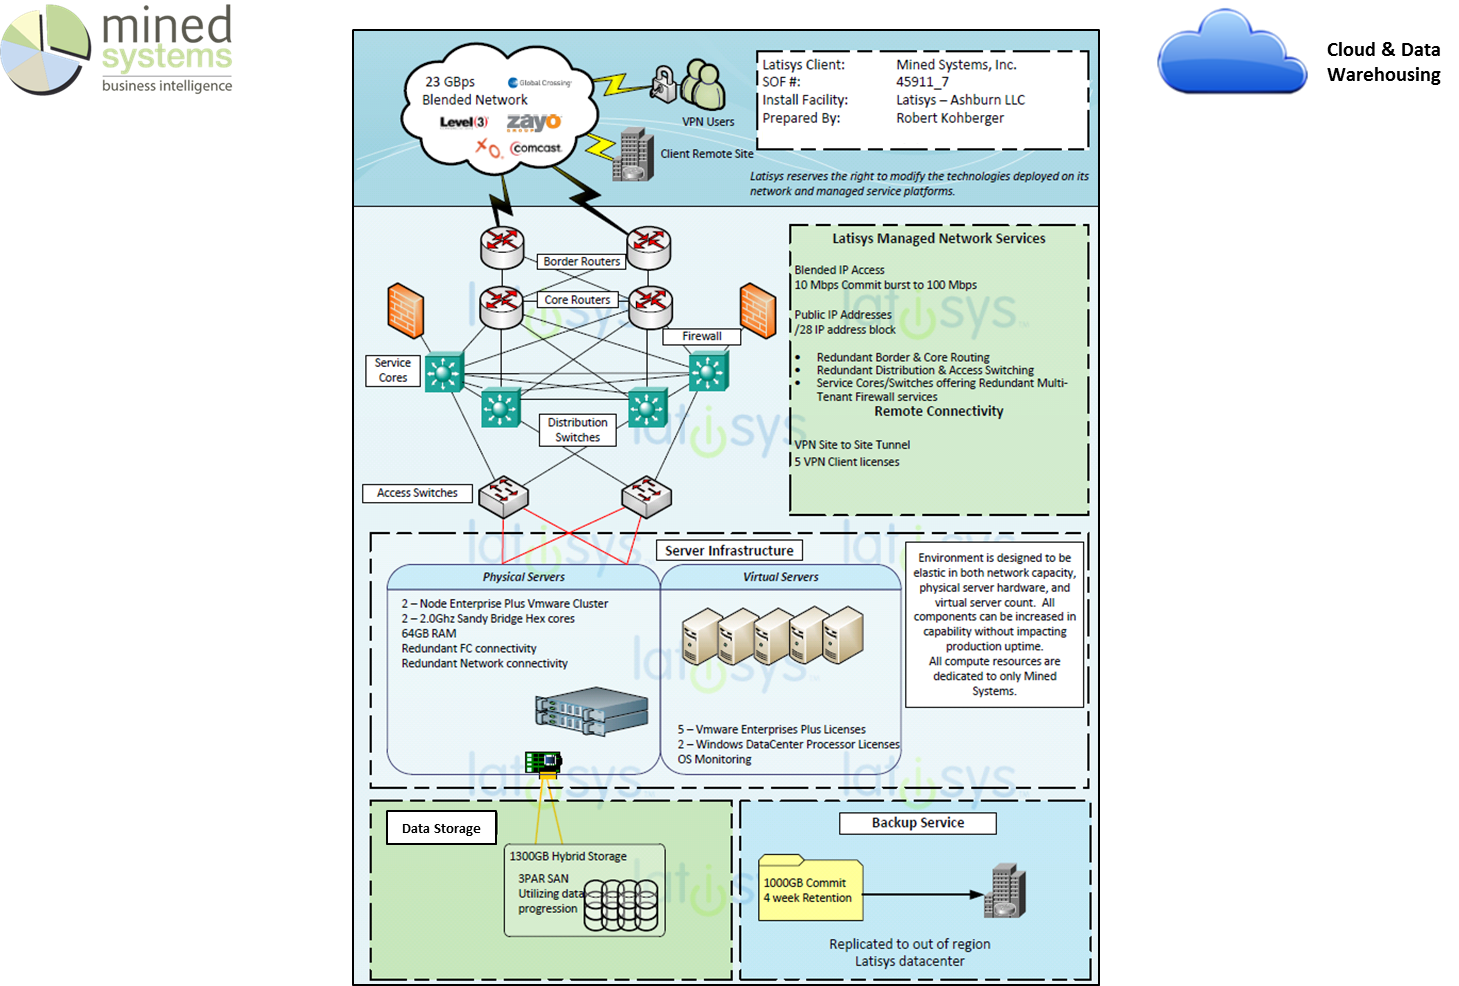 mined
systems
business intelligence
Cloud & Data
Warehousing
23 GBps
Global Crossing
Blended Network
Level(3)
zayo
GROUP
XO
comcast
VPN Users
Client Remote Site
Latisys Client: Mined Systems, Inc.
SOF #: 45911_7
Install Facility: Latisys – Ashburn LLC
Prepared By: Robert Kohberger
Latisys reserves the right to modify the technologies deployed on its
network and managed service platforms.
Border Routers
Core Routers
Firewall
Service
Cores
Distribution
Switches
Access Switches
Latisys Managed Network Services
Blended IP Access
10 Mbps Commit burst to 100 Mbps
Public IP Addresses
/28 IP address block
• Redundant Border & Core Routing
• Redundant Distribution & Access Switching
• Service Cores/Switches offering Redundant Multi-
Tenant Firewall services
Remote Connectivity
VPN Site to Site Tunnel
5 VPN Client licenses
latisys
latisys
latisys
latisys
latisys
latisys
latisys
latisys
latisys
Server Infrastructure
Physical Servers
2 – Node Enterprise Plus Vmware Cluster
2 – 2.0Ghz Sandy Bridge Hex cores
64GB RAM
Redundant FC connectivity
Redundant Network connectivity
Virtual Servers
5 – Vmware Enterprises Plus Licenses
2 – Windows DataCenter Processor Licenses
OS Monitoring
Environment is designed to be
elastic in both network capacity,
physical server hardware, and
virtual server count. All
components can be increased in
capability without impacting
production uptime.
All compute resources are
dedicated to only Mined
Systems.
Data Storage
1300GB Hybrid Storage
3PAR SAN
Utilizing data
progression
Backup Service
1000GB Commit
4 week Retention
Replicated to out of region
Latisys datacenter